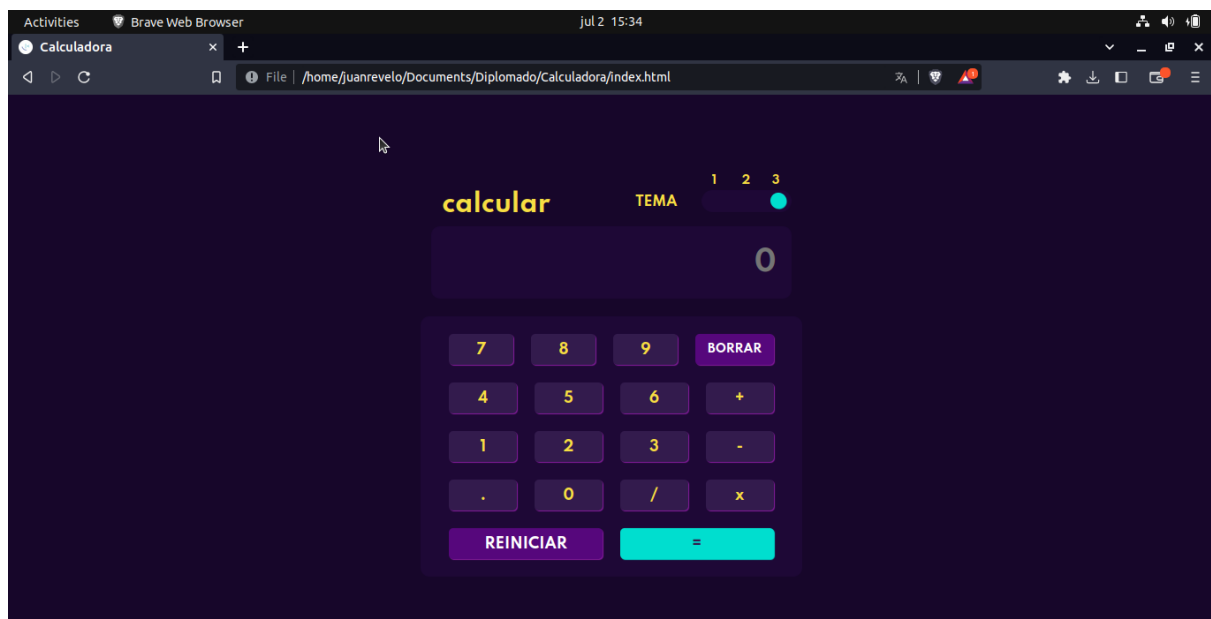 Activities Brave Web Browser jul 2 15:34
Calculadora × +
File | /home/juanrevelo/Documents/Diplomado/Calculadora/index.html
1 2 3
calcular TEMA
0
7 8 9 BORRAR
4 5 6 +
1 2 3 -
. 0 / x
REINICIAR =